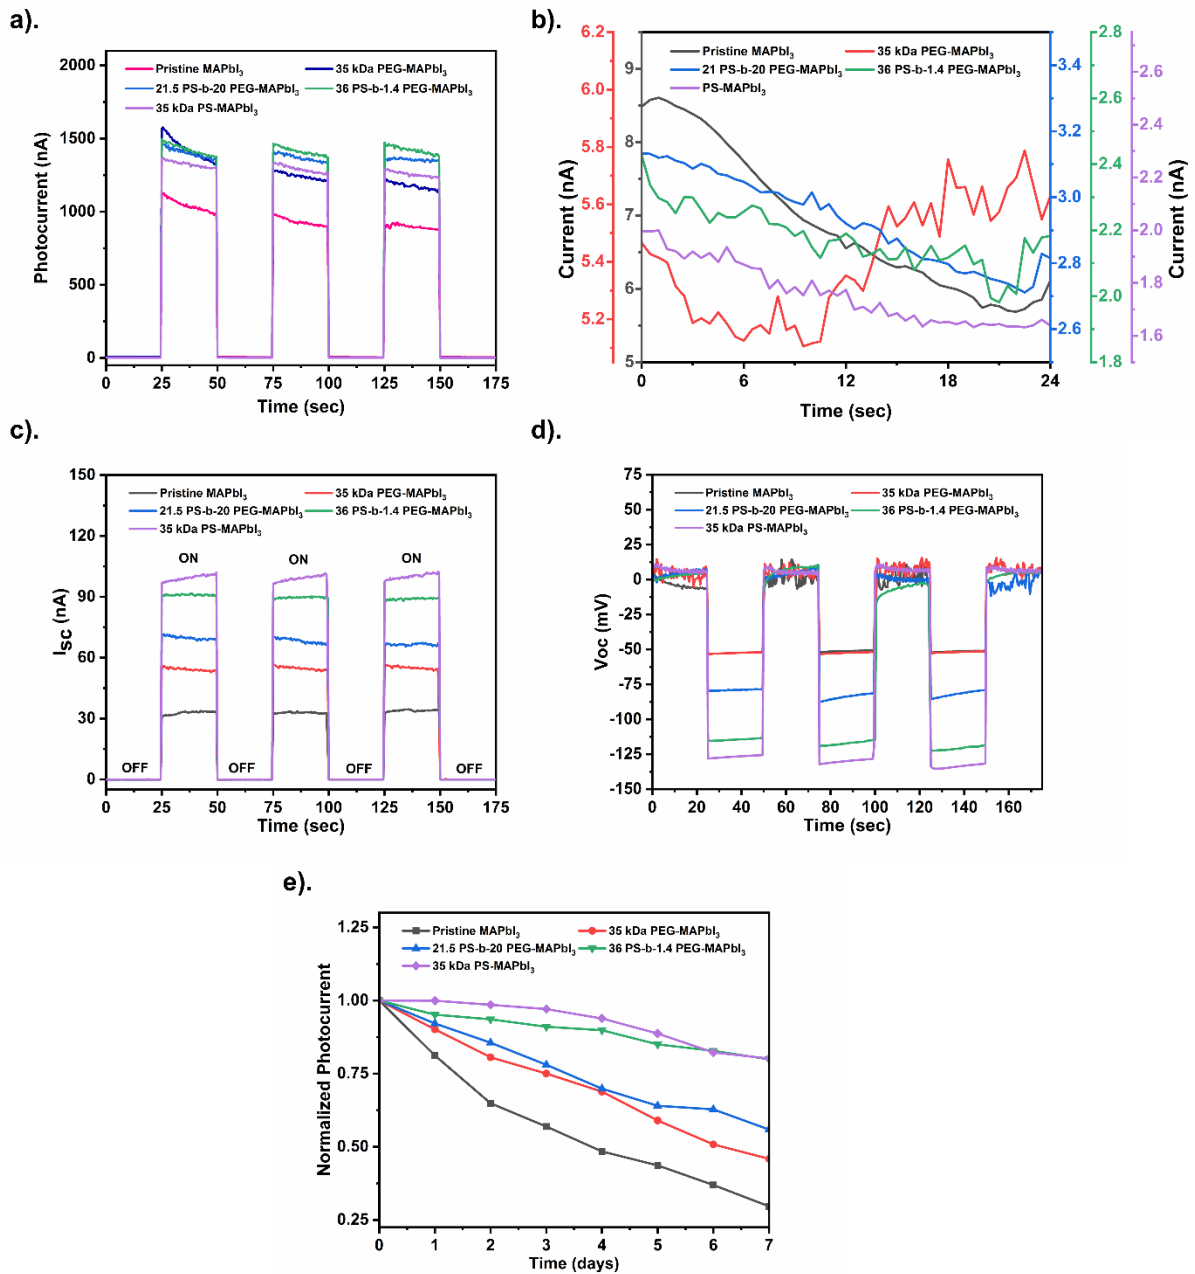 a).
Photocurrent (nA)
2000
1500
1000
500
0
Pristine MAPbI₃
35 kDa PEG-MAPbI₃
21.5 PS-b-20 PEG-MAPbI₃
36 PS-b-1.4 PEG-MAPbI₃
35 kDa PS-MAPbI₃
0 25 50 75 100 125 150 175
Time (sec)
b).
Current (nA)
6.2
6.0
5.8
5.6
5.4
5.2
9
8
7
6
5
Pristine MAPbI₃
35 kDa PEG-MAPbI₃
21 PS-b-20 PEG-MAPbI₃
36 PS-b-1.4 PEG-MAPbI₃
PS-MAPbI₃
0 6 12 18 24
Time (sec)
3.4
3.2
3.0
2.8
2.6
2.8
2.6
2.4
2.2
2.0
1.8
2.6
2.4
2.2
2.0
1.8
1.6
Current (nA)
c).
I_SC (nA)
150
120
90
60
30
0
Pristine MAPbI₃
35 kDa PEG-MAPbI₃
21.5 PS-b-20 PEG-MAPbI₃
36 PS-b-1.4 PEG-MAPbI₃
35 kDa PS-MAPbI₃
ON ON ON
OFF OFF OFF OFF
0 25 50 75 100 125 150 175
Time (sec)
d).
Voc (mV)
75
50
25
0
-25
-50
-75
-100
-125
-150
Pristine MAPbI₃
35 kDa PEG-MAPbI₃
21.5 PS-b-20 PEG-MAPbI₃
36 PS-b-1.4 PEG-MAPbI₃
35 kDa PS-MAPbI₃
0 20 40 60 80 100 120 140 160
Time (sec)
e).
Normalized Photocurrent
1.25
1.00
0.75
0.50
0.25
Pristine MAPbI₃
35 kDa PEG-MAPbI₃
21.5 PS-b-20 PEG-MAPbI₃
36 PS-b-1.4 PEG-MAPbI₃
35 kDa PS-MAPbI₃
0 1 2 3 4 5 6 7
Time (days)